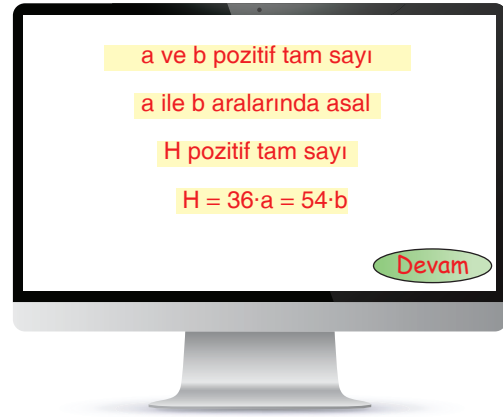 a ve b pozitif tam sayı
a ile b aralarında asal
H pozitif tam sayı
H = 36·a = 54·b
Devam